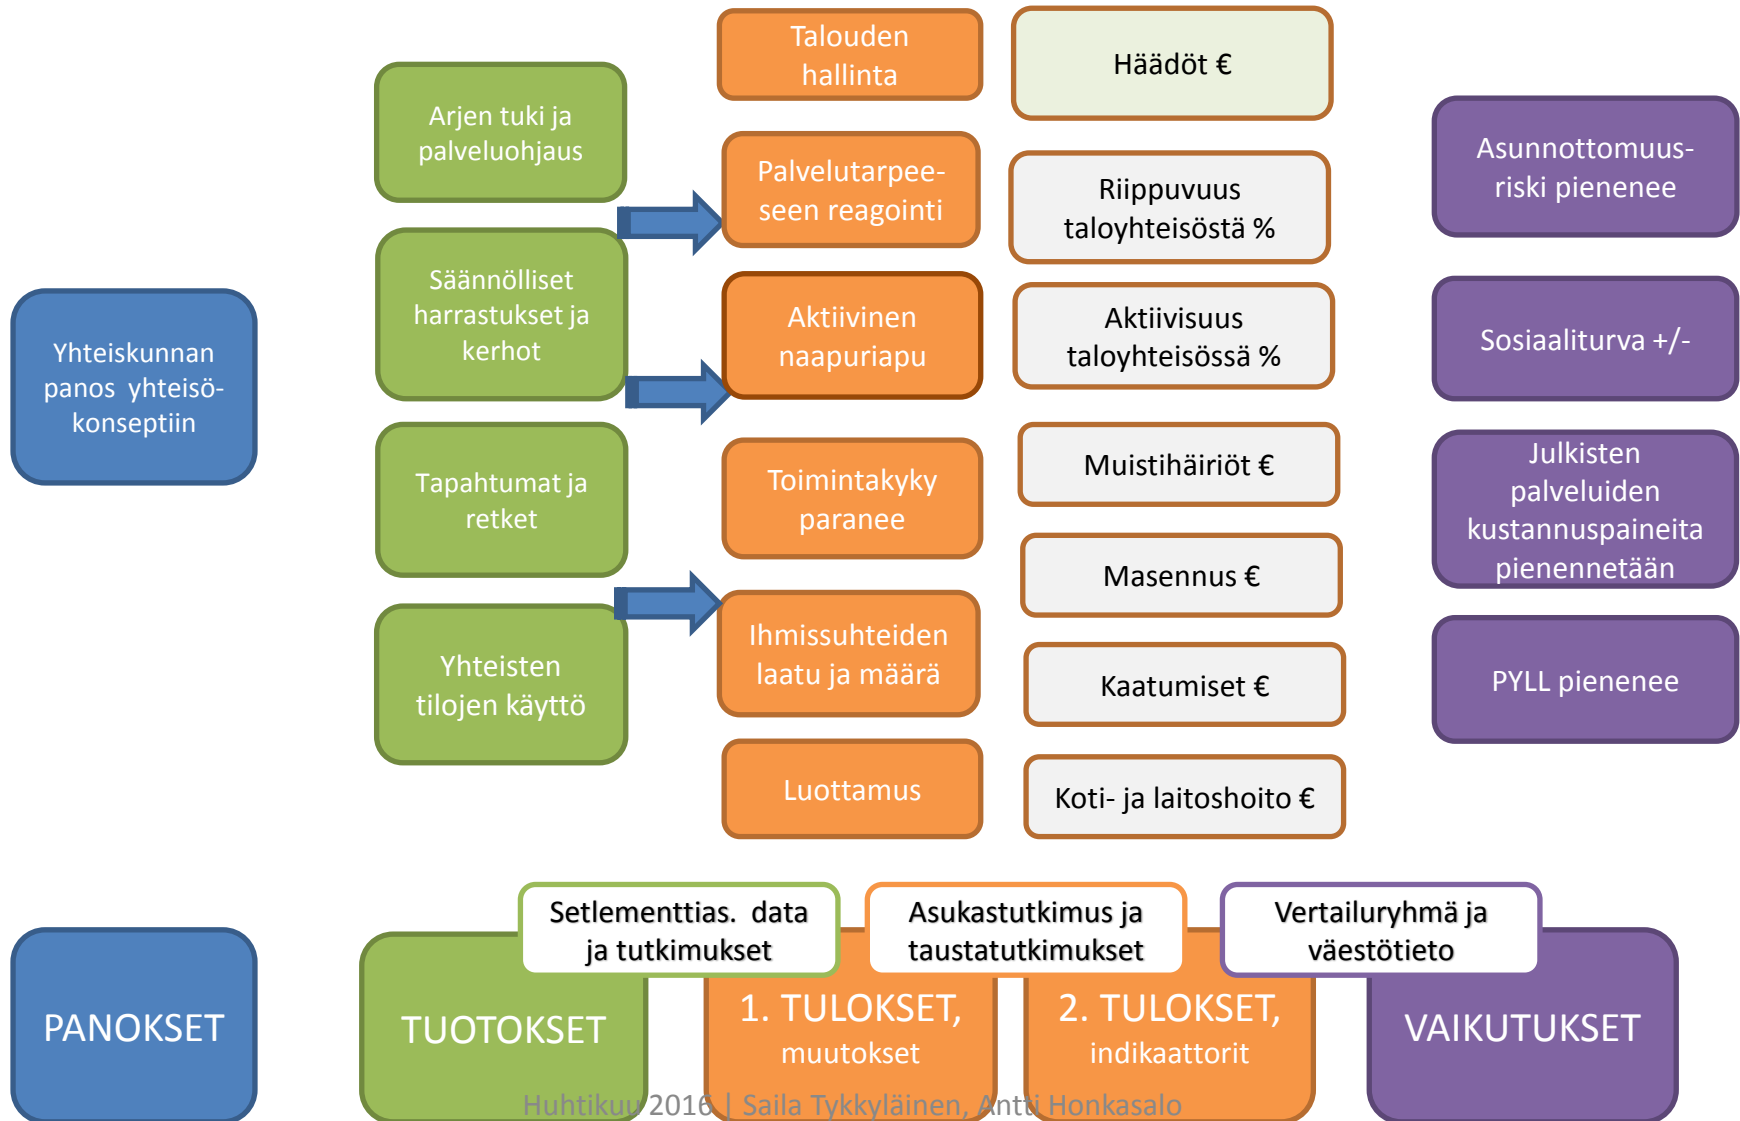 Yhteiskunnan
panos yhteisö-
konseptiin
Arjen tuki ja
palveluohjaus
Säännölliset
harrastukset ja
kerhot
Tapahtumat ja
retket
Yhteisten
tilojen käyttö
Talouden
hallinta
Palvelutarpee-
seen reagointi
Aktiivinen
naapuriapu
Toimintakyky
paranee
Ihmissuhteiden
laatu ja määrä
Luottamus
Häädöt €
Riippuvuus
taloyhteisöstä %
Aktiivisuus
taloyhteisössä %
Muistihäiriöt €
Masennus €
Kaatumiset €
Koti- ja laitoshoito €
Asunnottomuus-
riski pienenee
Sosiaaliturva +/-
Julkisten
palveluiden
kustannuspaineita
pienennetään
PYLL pienenee
Setlementtias. data
ja tutkimukset
Asukastutkimus ja
taustatutkimukset
Vertailuryhmä ja
väestötieto
PANOKSET
TUOTOKSET
1. TULOKSET,
muutokset
2. TULOKSET,
indikaattorit
VAIKUTUKSET
Huhtikuu 2016 | Saila Tykkyläinen, Antti Honkasalo